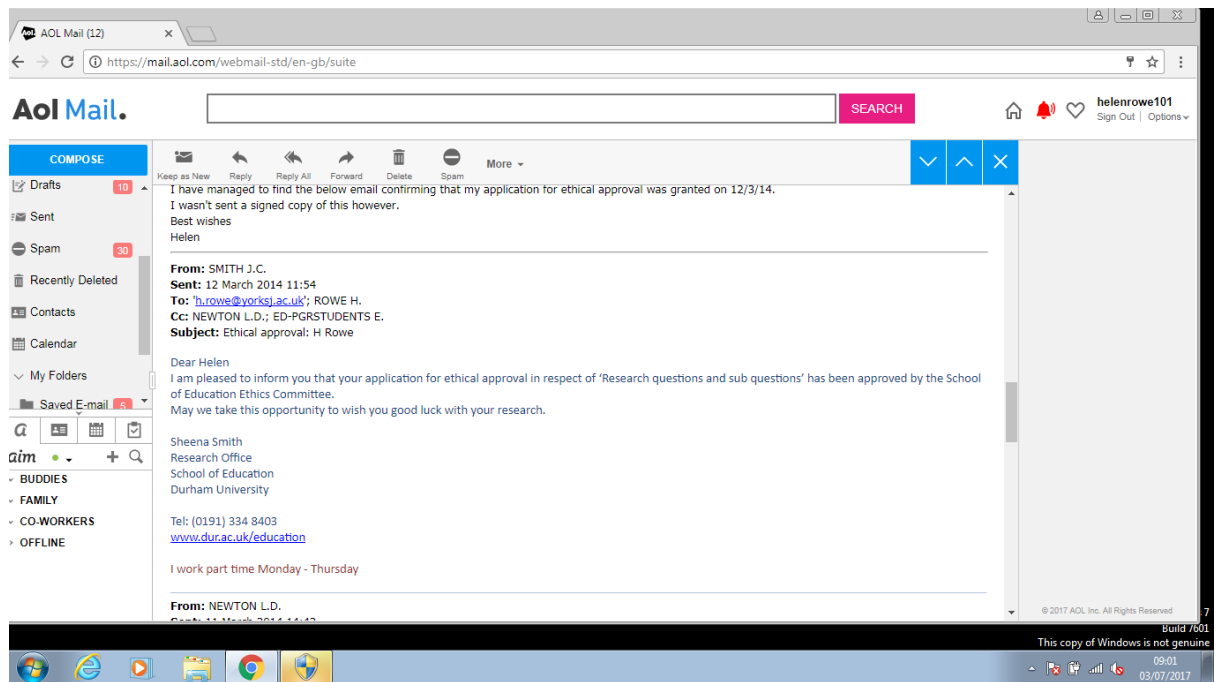 AOL Mail (12)
https://mail.aol.com/webmail-std/en-gb/suite
Aol Mail.
SEARCH
helenrowe101
Sign Out | Options
COMPOSE
Keep as New
Reply
Reply All
Forward
Delete
Spam
More
Drafts 10
Sent
Spam 30
Recently Deleted
Contacts
Calendar
My Folders
Saved E-mail 5
aim
BUDDIES
FAMILY
CO-WORKERS
OFFLINE
I have managed to find the below email confirming that my application for ethical approval was granted on 12/3/14.
I wasn't sent a signed copy of this however.
Best wishes
Helen
From: SMITH J.C.
Sent: 12 March 2014 11:54
To: 'h.rowe@yorksj.ac.uk'; ROWE H.
Cc: NEWTON L.D.; ED-PGRSTUDENTS E.
Subject: Ethical approval: H Rowe
Dear Helen
I am pleased to inform you that your application for ethical approval in respect of ‘Research questions and sub questions’ has been approved by the School
of Education Ethics Committee.
May we take this opportunity to wish you good luck with your research.
Sheena Smith
Research Office
School of Education
Durham University
Tel: (0191) 334 8403
www.dur.ac.uk/education
I work part time Monday - Thursday
From: NEWTON L.D.
© 2017 AOL Inc. All Rights Reserved
7
Build 7601
This copy of Windows is not genuine
09:01
03/07/2017